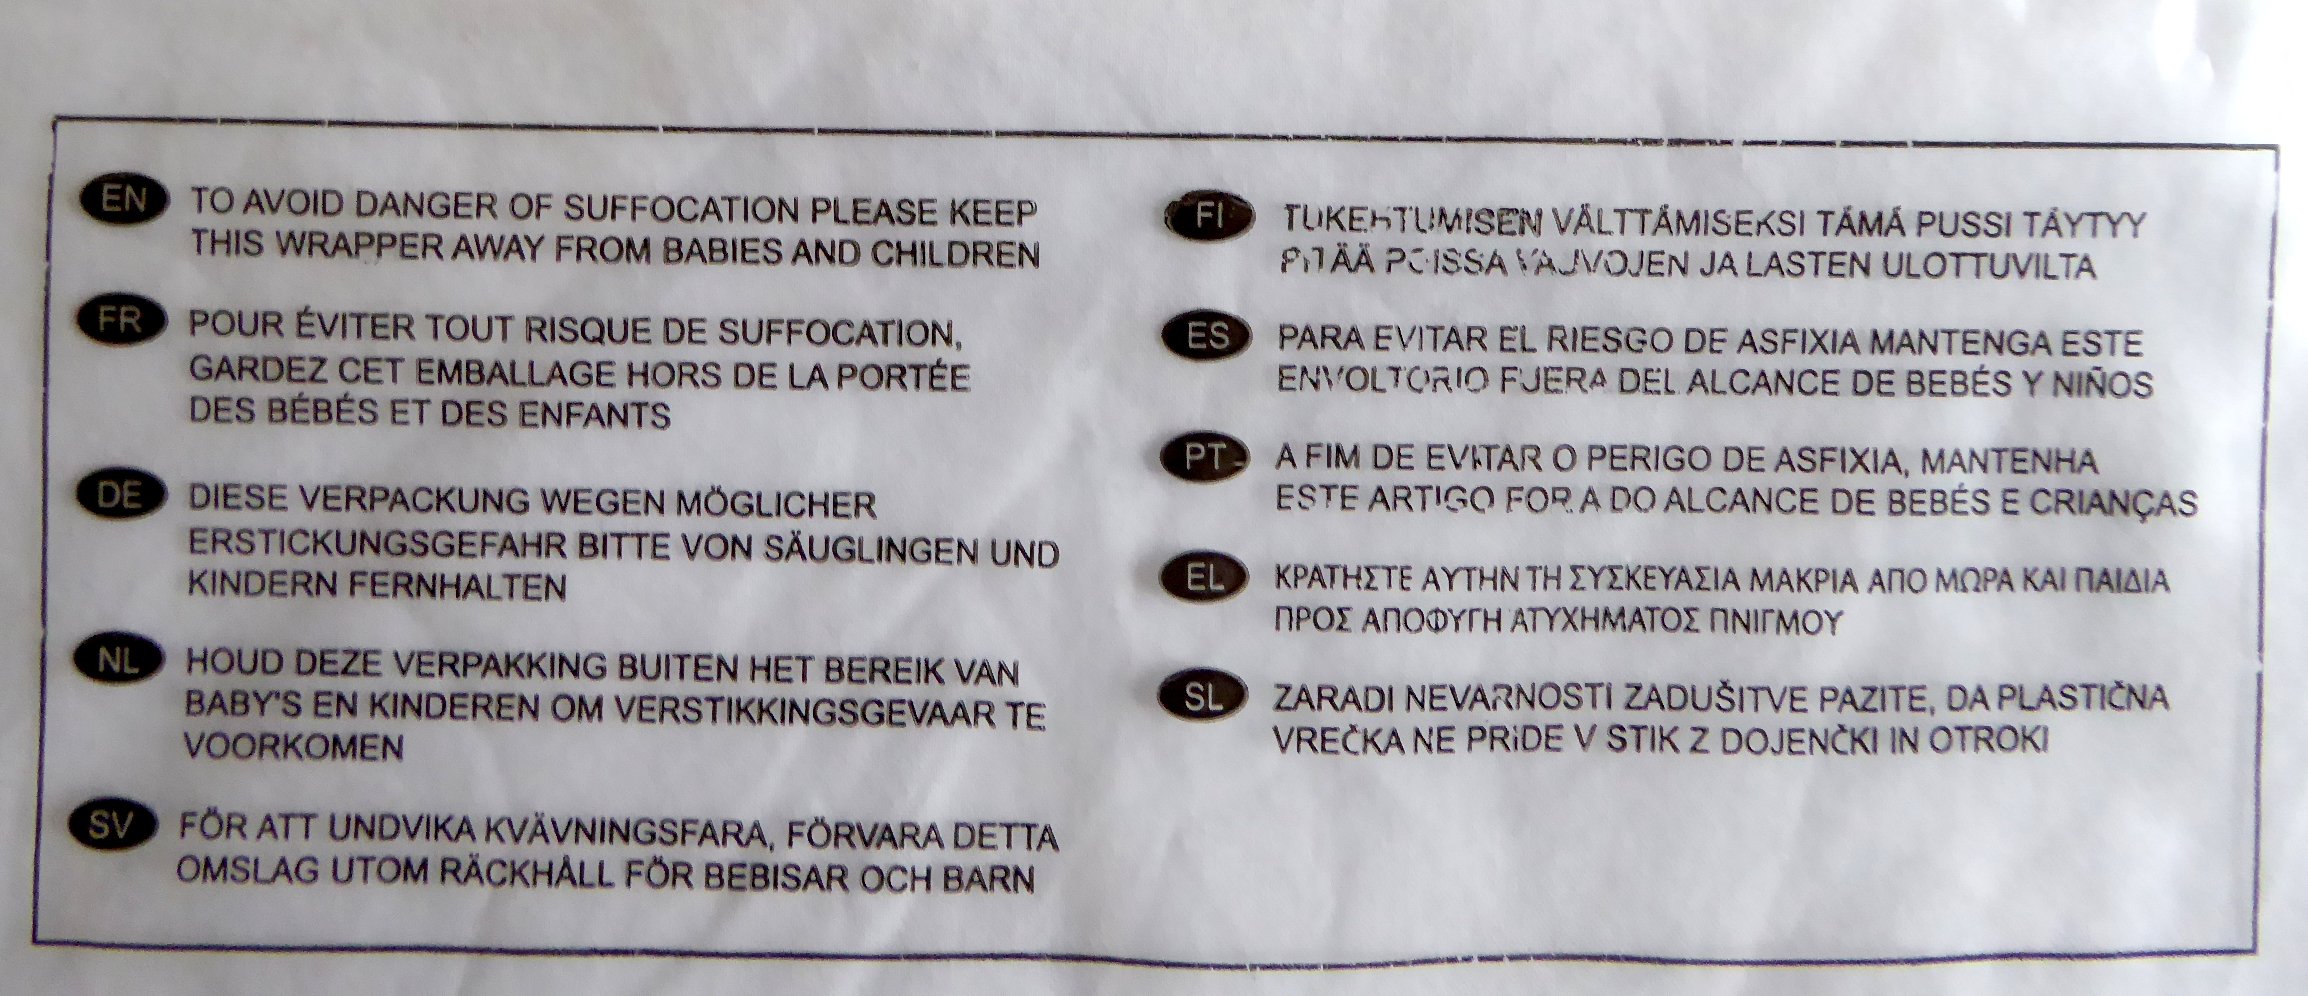 EN TO AVOID DANGER OF SUFFOCATION PLEASE KEEP
THIS WRAPPER AWAY FROM BABIES AND CHILDREN
FR POUR ÉVITER TOUT RISQUE DE SUFFOCATION,
GARDEZ CET EMBALLAGE HORS DE LA PORTÉE
DES BÉBÉS ET DES ENFANTS
DE DIESE VERPACKUNG WEGEN MÖGLICHER
ERSTICKUNGSGEFAHR BITTE VON SÄUGLINGEN UND
KINDERN FERNHALTEN
NL HOUD DEZE VERPAKKING BUITEN HET BEREIK VAN
BABY'S EN KINDEREN OM VERSTIKKINGSGEVAAR TE
VOORKOMEN
SV FÖR ATT UNDVIKA KVÄVNINGSFARA, FÖRVARA DETTA
OMSLAG UTOM RÄCKHÅLL FÖR BEBISAR OCH BARN
FI TUKEHTUMISEN VÄLTTÄMISEKSI TÄMÄ PUSSI TÄYTYY
PITÄÄ POISSA VAUVOJEN JA LASTEN ULOTTUVILTA
ES PARA EVITAR EL RIESGO DE ASFIXIA MANTENGA ESTE
ENVOLTORIO FUERA DEL ALCANCE DE BEBÉS Y NIÑOS
PT A FIM DE EVITAR O PERIGO DE ASFIXIA, MANTENHA
ESTE ARTIGO FORA DO ALCANCE DE BEBÉS E CRIANÇAS
EL ΚΡΑΤΗΣΤΕ ΑΥΤΗΝ ΤΗ ΣΥΣΚΕΥΑΣΙΑ ΜΑΚΡΙΑ ΑΠΟ ΜΩΡΑ ΚΑΙ ΠΑΙΔΙΑ
ΠΡΟΣ ΑΠΟΦΥΓΗ ΑΤΥΧΗΜΑΤΟΣ ΠΝΙΓΜΟΥ
SL ZARADI NEVARNOSTI ZADUŠITVE PAZITE, DA PLASTIČNA
VREČKA NE PRIDE V STIK Z DOJENČKI IN OTROKI